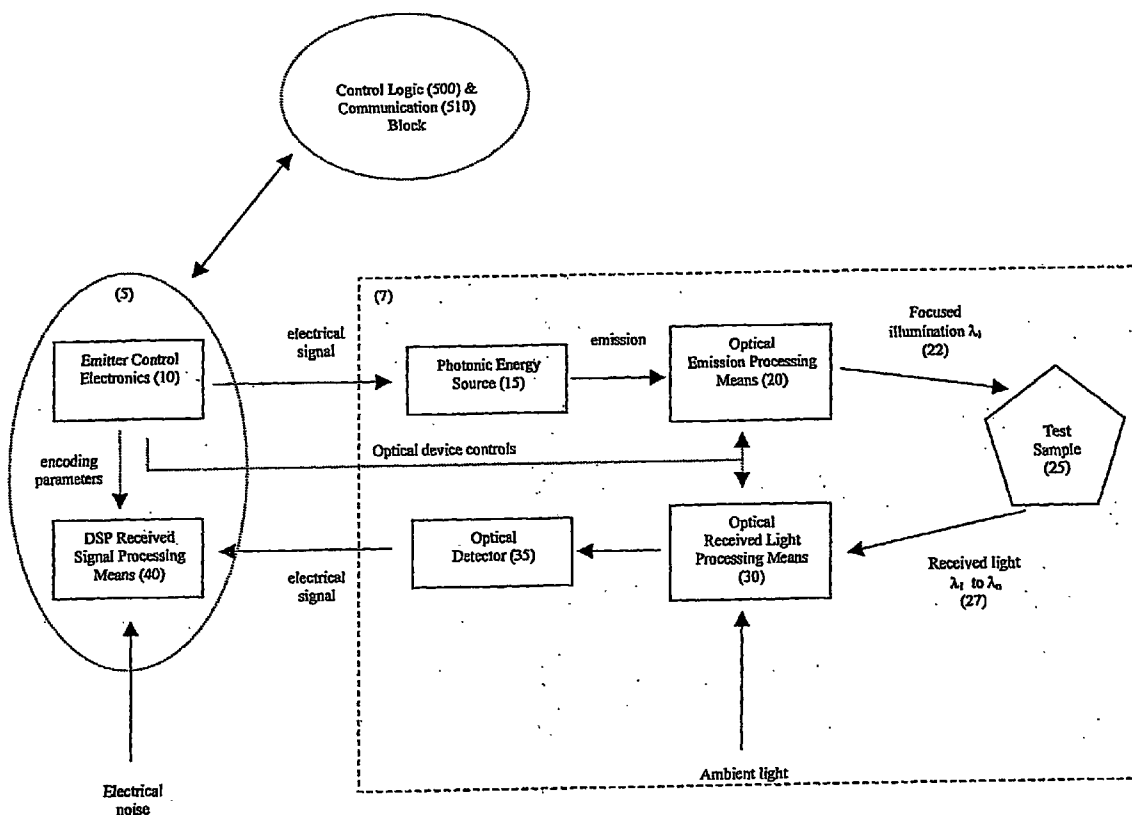 Control Logic (500) &
Communication (510)
Block
(5)
(7)
Emitter Control
Electronics (10)
electrical
signal
Photonic Energy
Source (15)
emission
Optical
Emission Processing
Means (20)
Focused
illumination λi
(22)
Test
Sample
(25)
encoding
parameters
Optical device controls
DSP Received
Signal Processing
Means (40)
electrical
signal
Optical
Detector (35)
Optical
Received Light
Processing Means
(30)
Received light
λ1 to λn
(27)
Ambient light
Electrical
noise